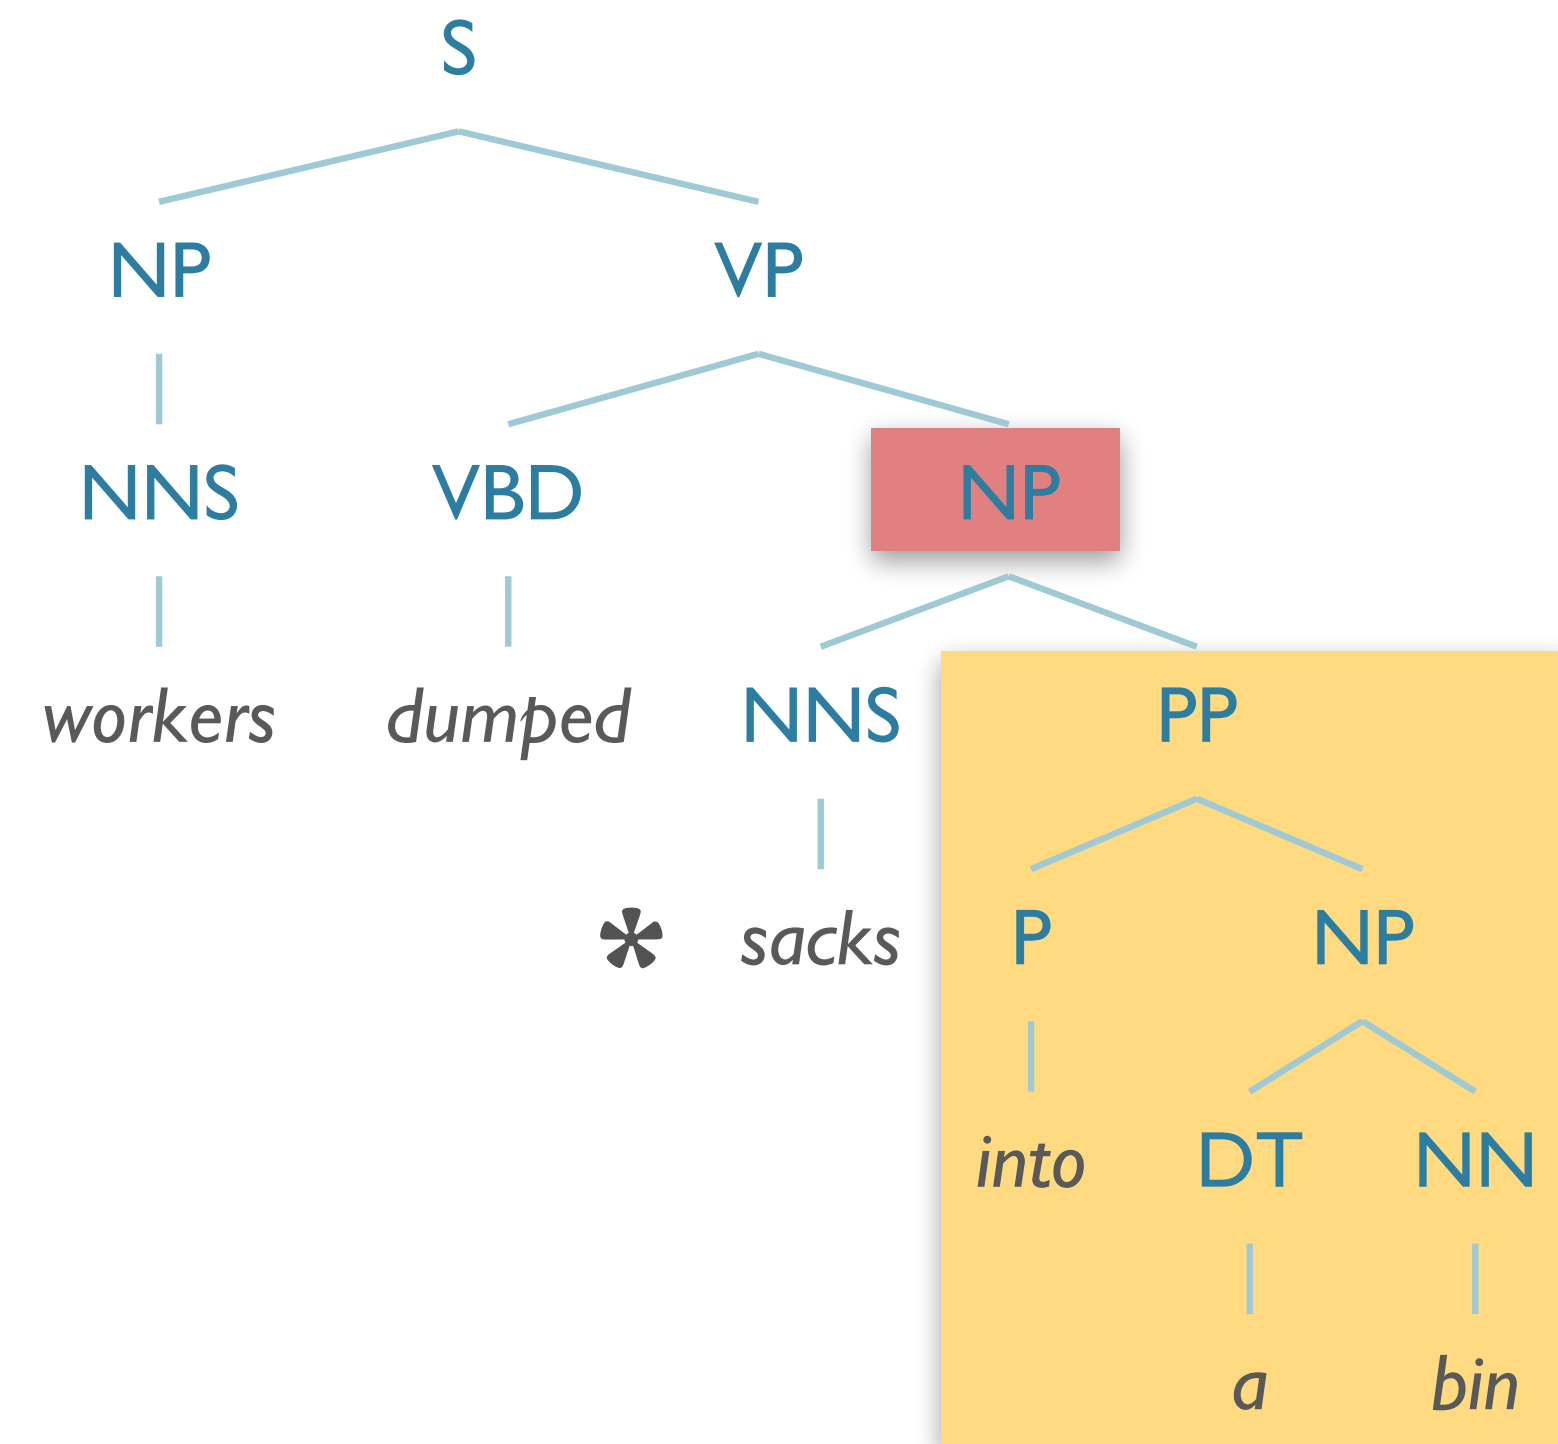 S
NP VP
NNS VBD NP
workers dumped NNS PP
* sacks P NP
into DT NN
a bin